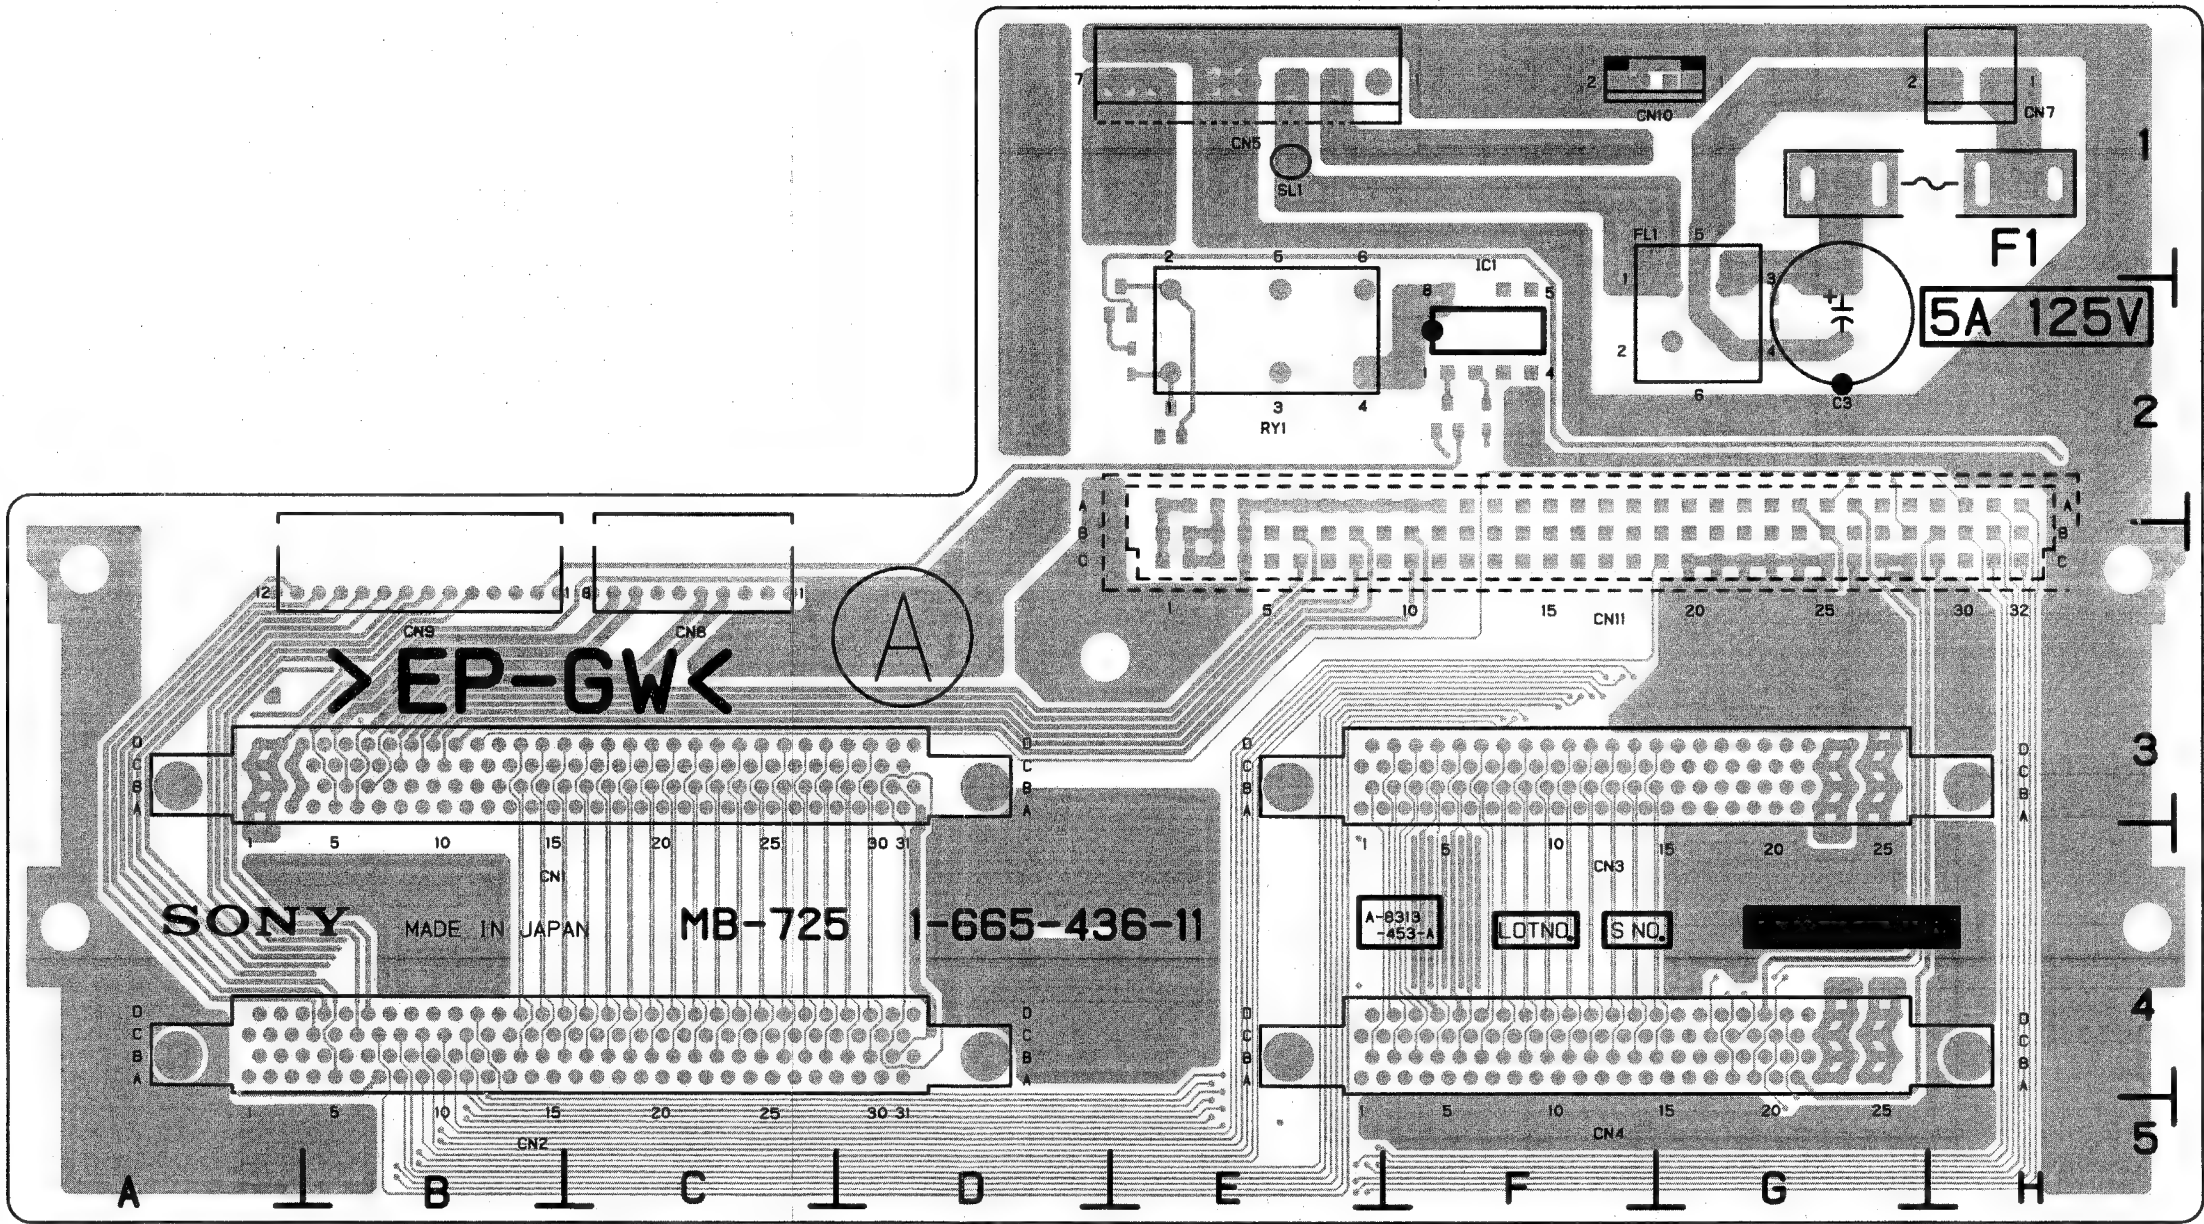 7 1 2 1 2 1
CN5 CN10 CN7
SL1
1
FL1 5
F1
2 5 6 IC1
8 5 1 3
5A 125V
+
2 4
1 4
1 3 4 6 C3
RY1
2
A A
B B
C C
12 1 8 1
1 5 10 15 20 25 30 32
CN9 CN8 CN11
A
>EP-GW<
D D D D
C C C C
B B B B
A A A A
3
1 5 10 15 20 25 30 31
1 5 10 15 20 25
CN1 CN3
SONY MADE IN JAPAN MB-725 1-665-436-11
A-8313
-453-A
LOTNO. S NO.
4
D D D D
C C C C
B B B B
A A A A
1 5 10 15 20 25 30 31
1 5 10 15 20 25
CN2 CN4
5
A B C D E F G H